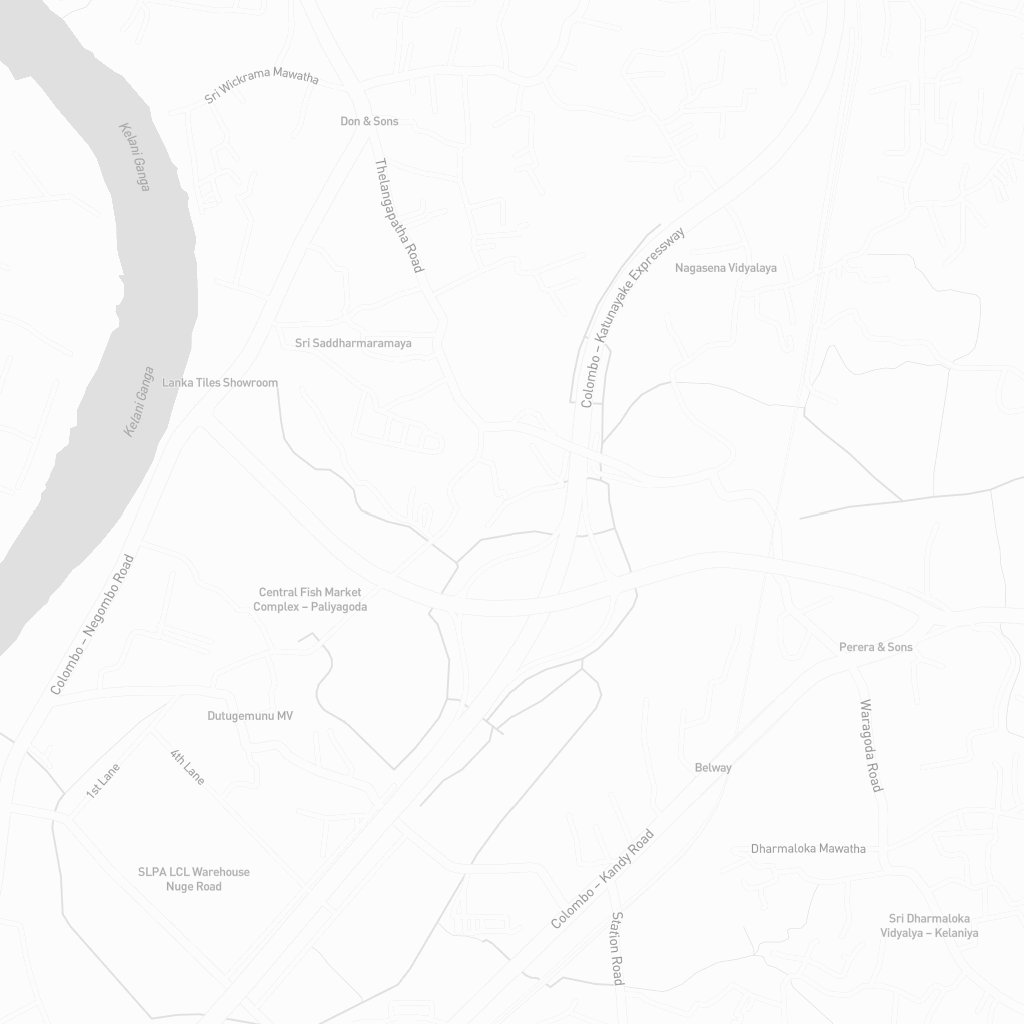 Sri Wickrama Mawatha
Don & Sons
Kelani Ganga
Thelangapatha Road
Colombo – Katunayake Expressway
Nagasena Vidyalaya
Sri Saddharmaramaya
Lanka Tiles Showroom
Kelani Ganga
Colombo – Negombo Road
Central Fish Market
Complex – Paliyagoda
Perera & Sons
Dutugemunu MV
Waragoda Road
4th Lane
1st Lane
Belway
Dharmaloka Mawatha
SLPA LCL Warehouse
Nuge Road
Colombo – Kandy Road
Station Road
Sri Dharmaloka
Vidyalya – Kelaniya